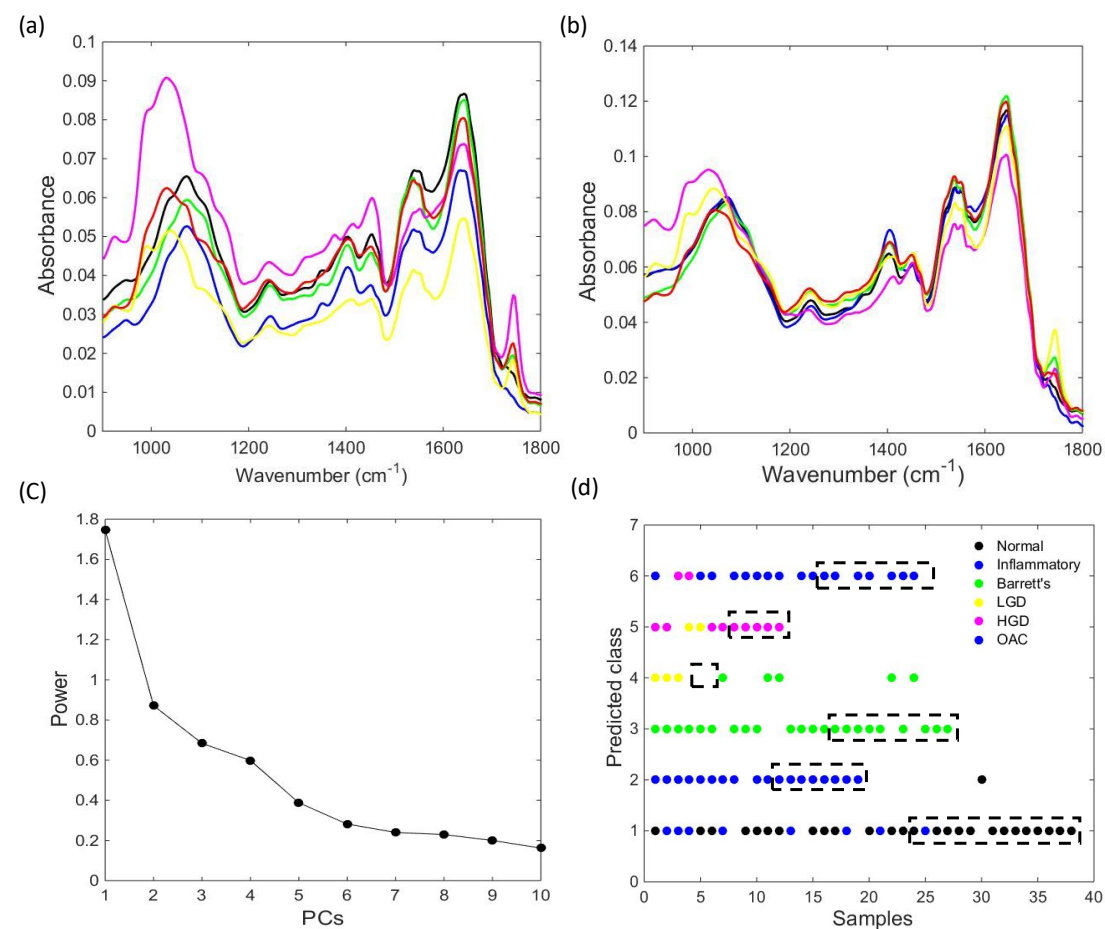 (a)
0.1
0.09
0.08
0.07
0.06
0.05
0.04
0.03
0.02
0.01
0
Absorbance
1000 1200 1400 1600 1800
Wavenumber (cm⁻¹)
(b)
0.14
0.12
0.1
0.08
0.06
0.04
0.02
0
Absorbance
1000 1200 1400 1600 1800
Wavenumber (cm⁻¹)
(C)
1.8
1.6
1.4
1.2
1
0.8
0.6
0.4
0.2
0
Power
1 2 3 4 5 6 7 8 9 10
PCs
(d)
7
6
5
4
3
2
1
0
Predicted class
Normal
Inflammatory
Barrett's
LGD
HGD
OAC
0 5 10 15 20 25 30 35 40
Samples